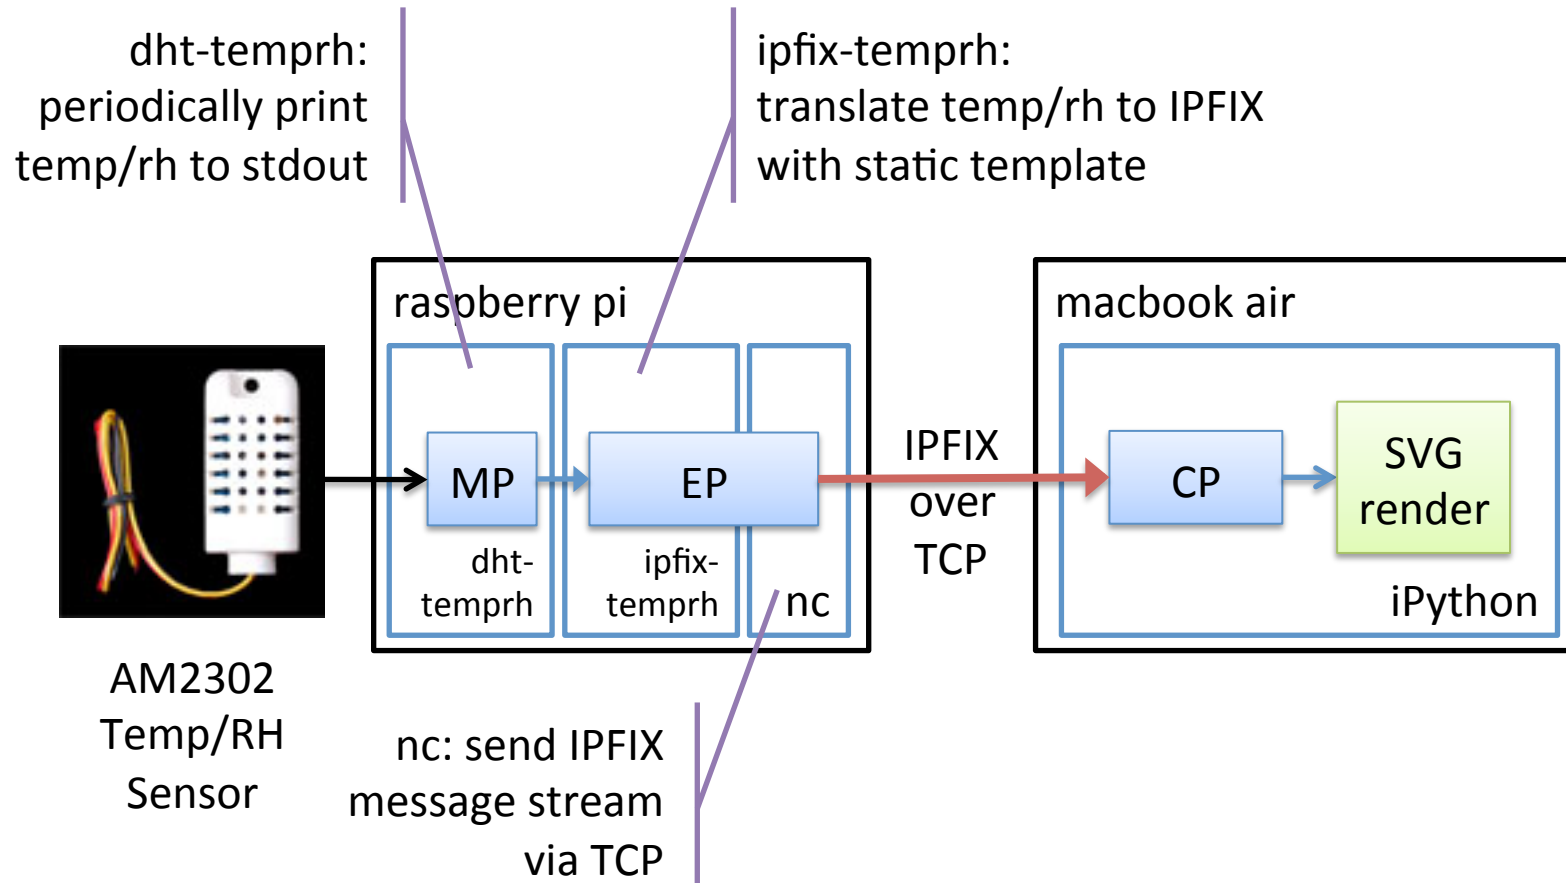 dht-temprh:
periodically print
temp/rh to stdout
ipfix-temprh:
translate temp/rh to IPFIX
with static template
raspberry pi
macbook air
MP
EP
IPFIX
over
TCP
CP
SVG
render
dht-
temprh
ipfix-
temprh
nc
iPython
AM2302
Temp/RH
Sensor
nc: send IPFIX
message stream
via TCP